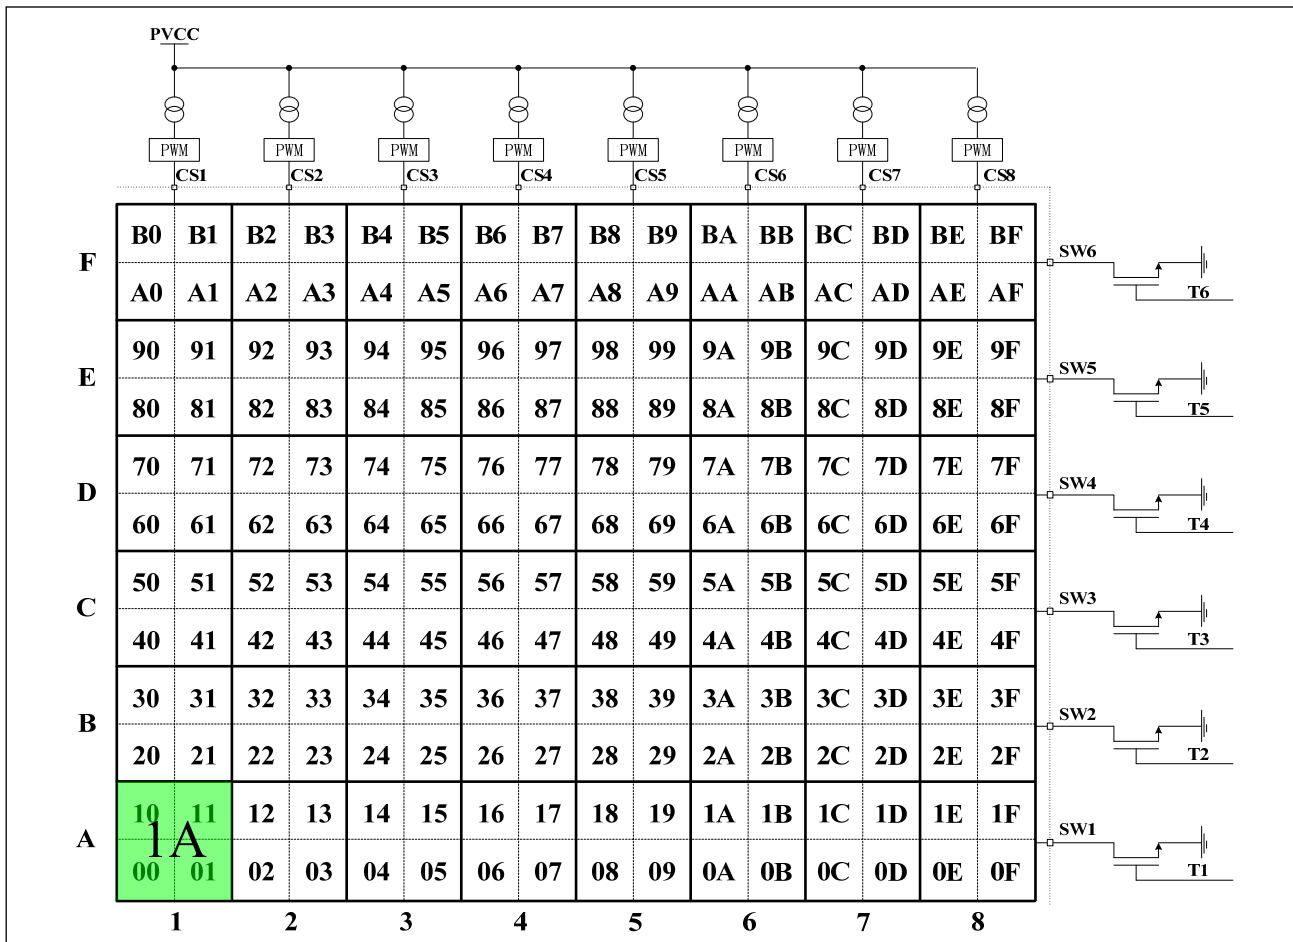 PVCC
PWM PWM PWM PWM PWM PWM PWM PWM
CS1 CS2 CS3 CS4 CS5 CS6 CS7 CS8
B0 B1 B2 B3 B4 B5 B6 B7 B8 B9 BA BB BC BD BE BF
F SW6
A0 A1 A2 A3 A4 A5 A6 A7 A8 A9 AA AB AC AD AE AF T6
90 91 92 93 94 95 96 97 98 99 9A 9B 9C 9D 9E 9F
E SW5
80 81 82 83 84 85 86 87 88 89 8A 8B 8C 8D 8E 8F T5
70 71 72 73 74 75 76 77 78 79 7A 7B 7C 7D 7E 7F
D SW4
60 61 62 63 64 65 66 67 68 69 6A 6B 6C 6D 6E 6F T4
50 51 52 53 54 55 56 57 58 59 5A 5B 5C 5D 5E 5F
C SW3
40 41 42 43 44 45 46 47 48 49 4A 4B 4C 4D 4E 4F T3
30 31 32 33 34 35 36 37 38 39 3A 3B 3C 3D 3E 3F
B SW2
20 21 22 23 24 25 26 27 28 29 2A 2B 2C 2D 2E 2F T2
10 11 12 13 14 15 16 17 18 19 1A 1B 1C 1D 1E 1F
A 1A SW1
00 01 02 03 04 05 06 07 08 09 0A 0B 0C 0D 0E 0F T1
1 2 3 4 5 6 7 8